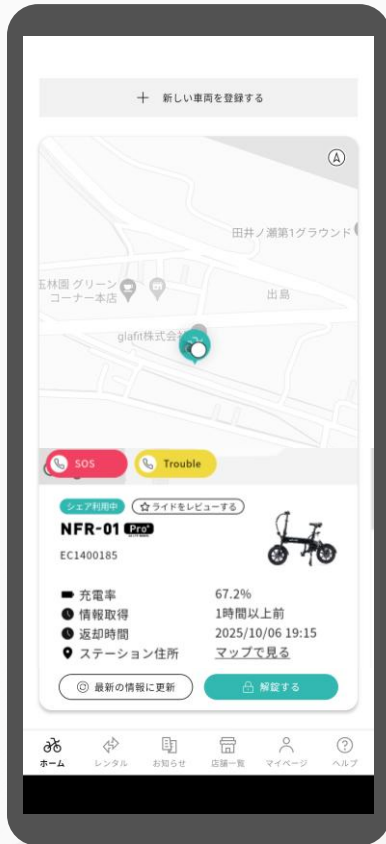 ＋ 新しい車両を登録する
Ⓐ
田井ノ瀬第1グラウンド
玉林園 グリーン
コーナー本店
出島
glafit株式会
SOS
Trouble
シェア利用中 ☆ライドをレビューする
NFR-01 Pro
EC1400185
充電率 67.2%
情報取得 1時間以上前
返却時間 2025/10/06 19:15
ステーション住所 マップで見る
最新の情報に更新 解錠する
ホーム レンタル お知らせ 店舗一覧 マイページ ヘルプ